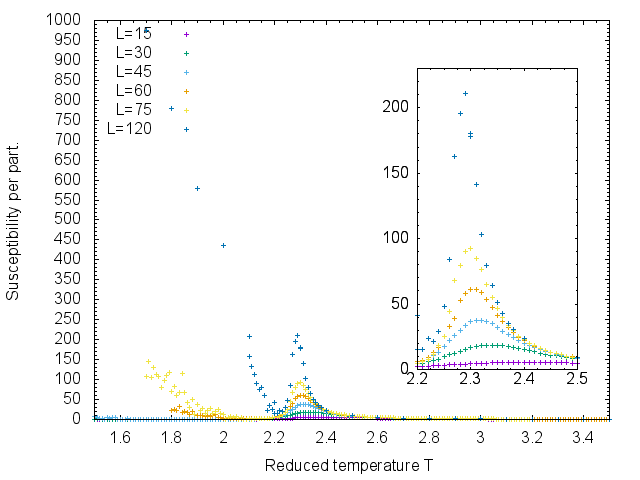 1000
950
900
850
800
750
700
650
600
550
500
450
400
350
300
250
200
150
100
50
0
Susceptibility per part.
L=15
L=30
L=45
L=60
L=75
L=120
200
150
100
50
0
2.2 2.3 2.4 2.5
1.6 1.8 2 2.2 2.4 2.6 2.8 3 3.2 3.4
Reduced temperature T